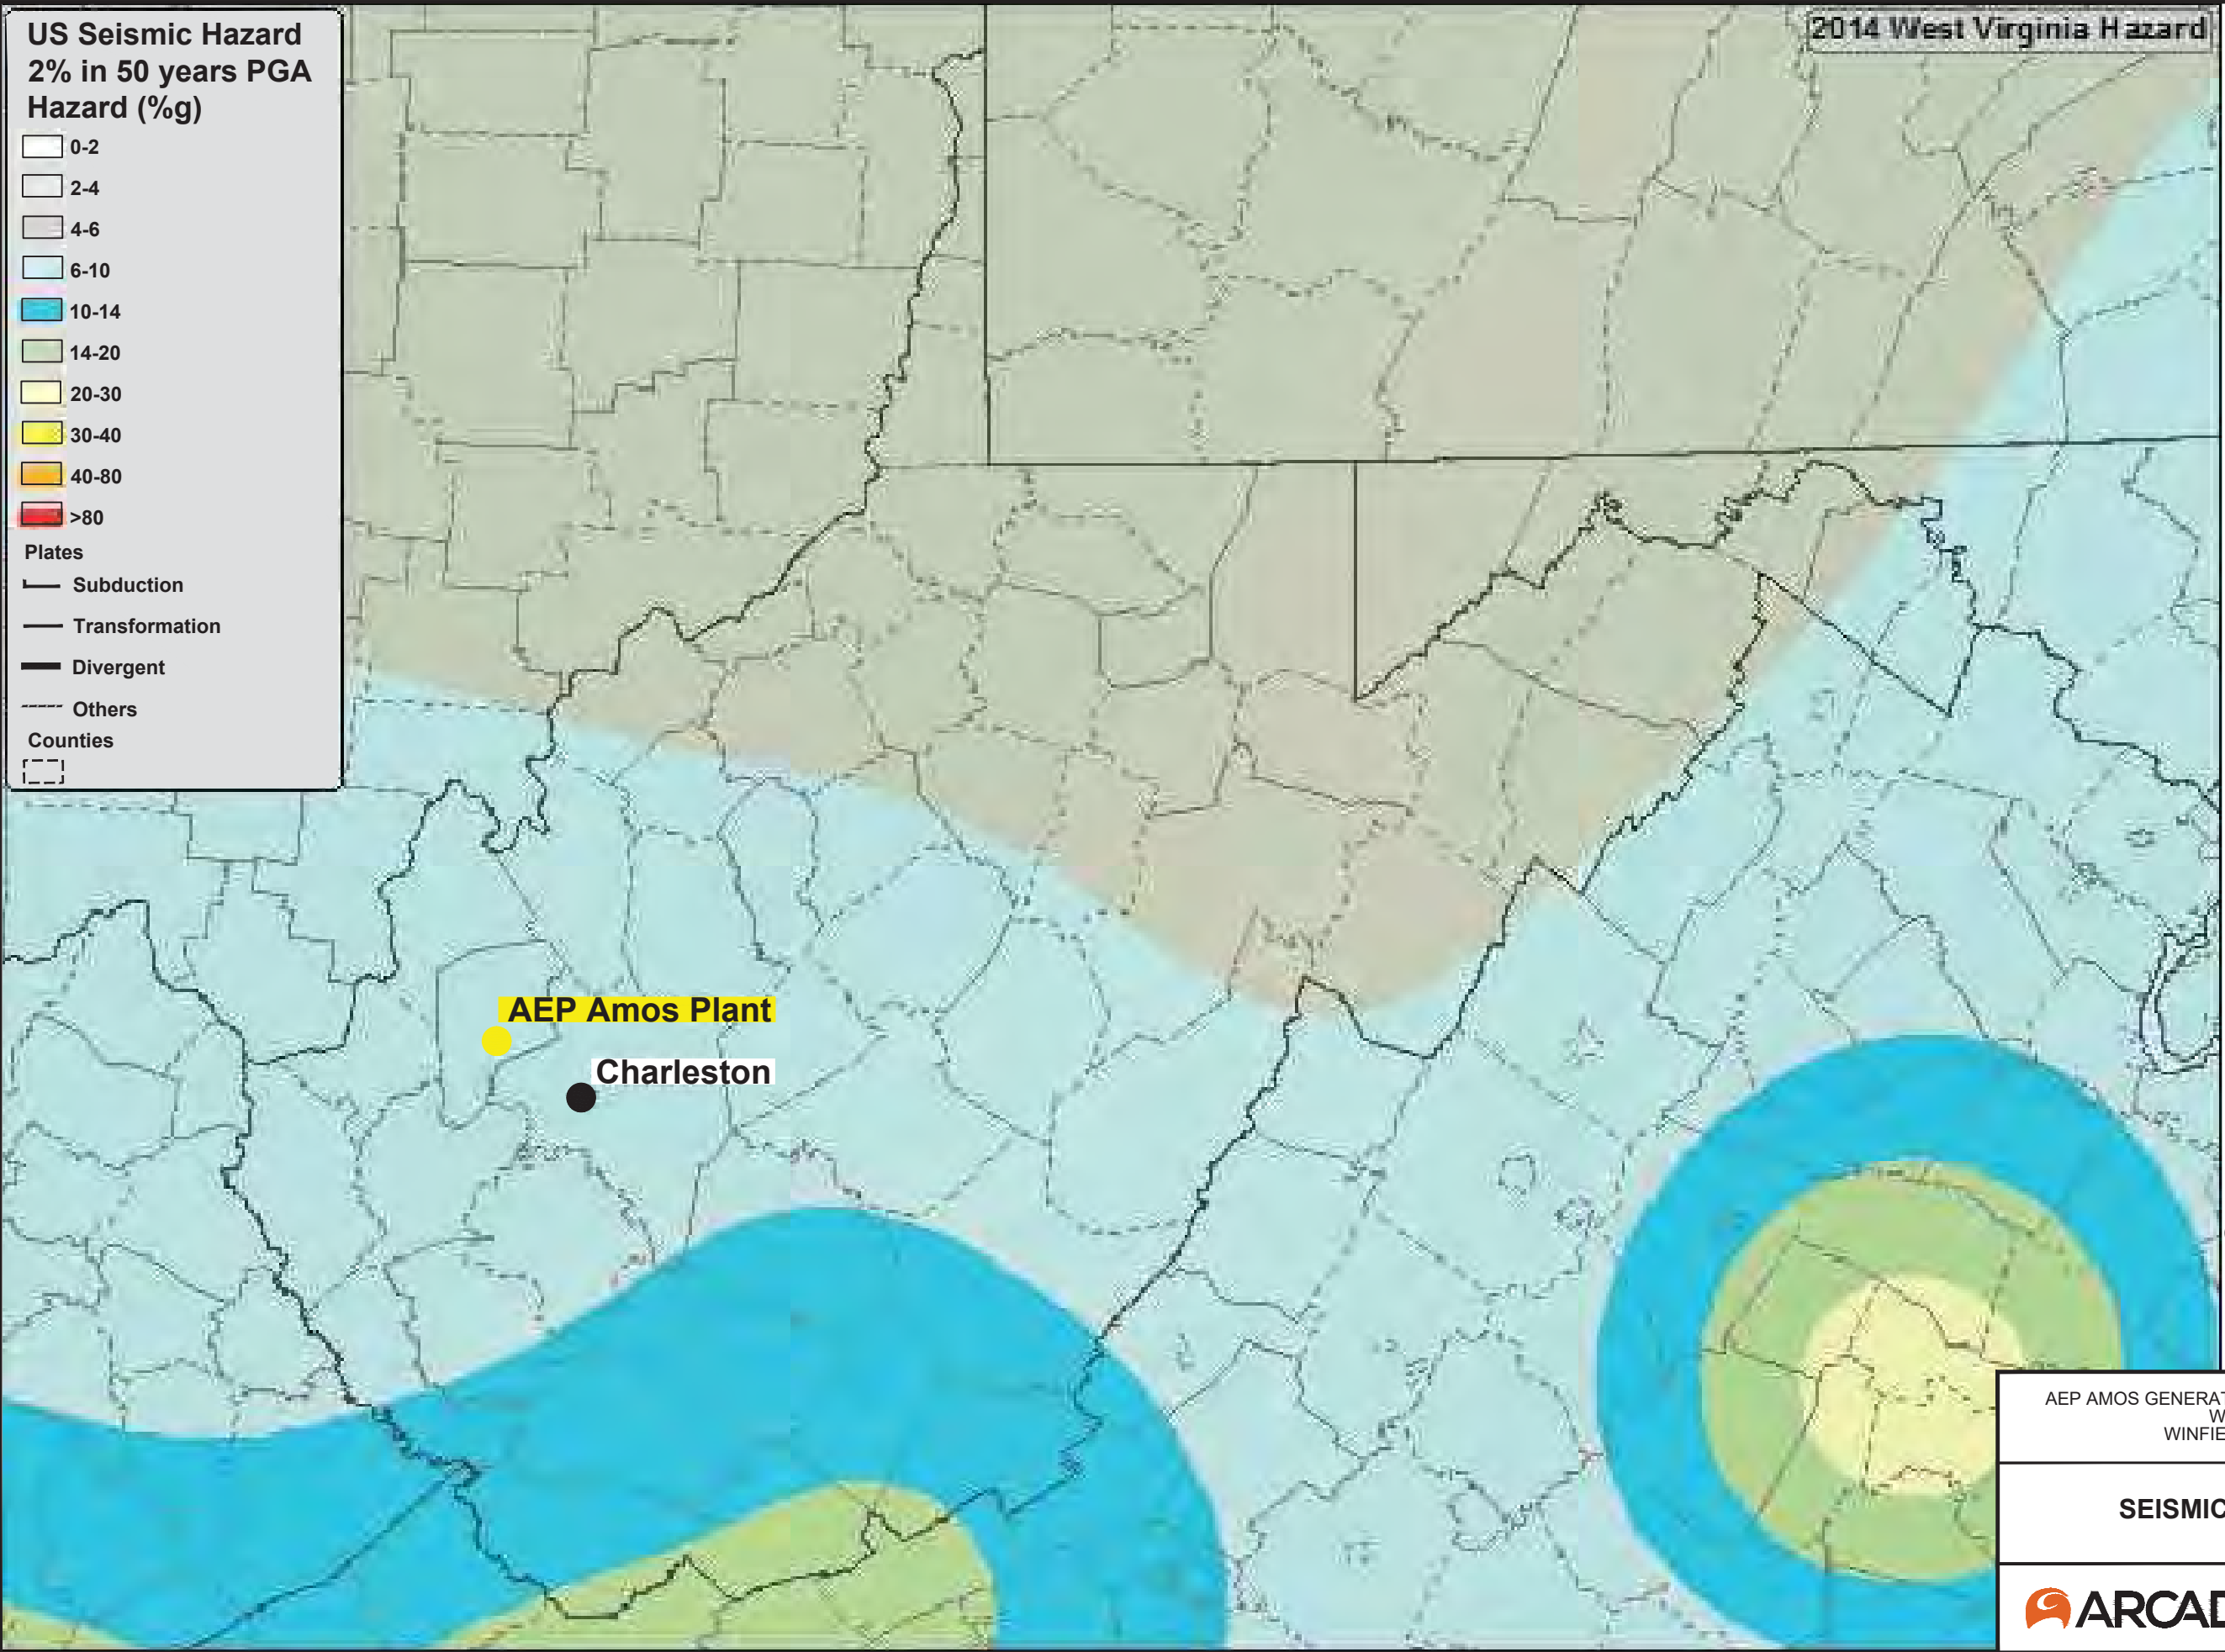 US Seismic Hazard
2% in 50 years PGA
Hazard (%g)
0-2
2-4
4-6
6-10
10-14
14-20
20-30
30-40
40-80
>80
Plates
Subduction
Transformation
Divergent
Others
Counties
2014 West Virginia Hazard
AEP Amos Plant
Charleston
AEP AMOS GENERAT
W
WINFIE
SEISMIC
ARCAD